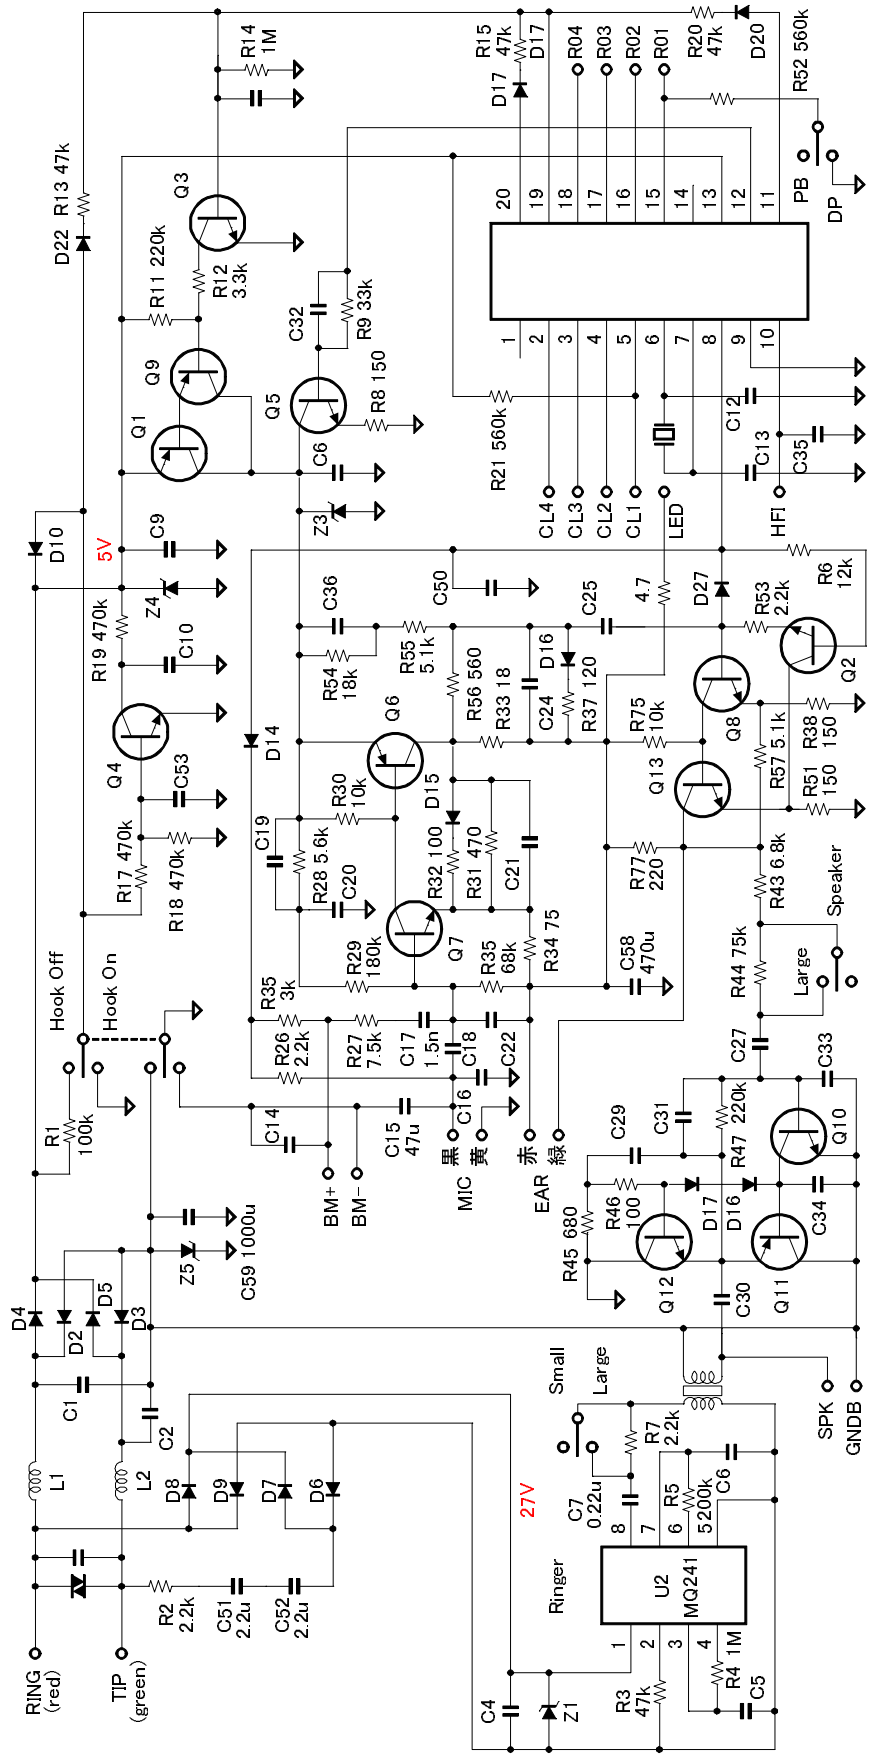 RING
(red)
TIP
(green)
L1
L2
C1
C2
D4
D2
D5
D3
R1
100k
Z5
C59 1000u
Hook Off
Hook On
R17 470k
R18 470k
C53
Q4
R19 470k
C10
Z4
C9
5V
D10
D22
R13 47k
Q1
Q9
R11 220k
R12
3.3k
Q3
R14
1M
R2
2.2k
C51
2.2u
C52
2.2u
D8
D9
D7
D6
C14
BM+
BM-
R26
2.2k
R35
3k
R27
7.5k
C15
47u
C17
1.5n
C16
C18
C22
黒
黄
MIC
赤
緑
EAR
D14
C19
R28 5.6k
C20
R29
180k
R30
10k
Q6
Q7
R35
68k
R32 100
D15
R31 470
C21
R34 75
C58
470u
C36
R54
18k
R55
5.1k
R56 560
R33 18
C24
D16
R37 120
C25
C50
Z3
C6
Q5
R8 150
C32
R9 33k
R75
10k
R77
220
4.7
LED
Q13
Q8
D27
R53
2.2k
R6
12k
Q2
R57 5.1k
R38
150
R51
150
R43 6.8k
R44 75k
Large
Speaker
C27
C33
R47
220k
C31
C29
Q10
R45 680
R46
100
D17
D16
C34
Q12
Q11
C30
SPK
GNDB
Small
Large
27V
C7
0.22u
R7
2.2k
R5
200k
C6
Ringer
U2
MQ241
8
7
6
5
1
2
3
4
C4
Z1
R3
47k
R4 1M
C5
R21 560k
CL4
CL3
CL2
CL1
HFI
C12
C13
C35
1
2
3
4
5
6
7
8
9
10
20
19
18
17
16
15
14
13
12
11
D17
R15
47k
D17
R04
R03
R02
R01
R20
47k
D20
R52 560k
PB
DP